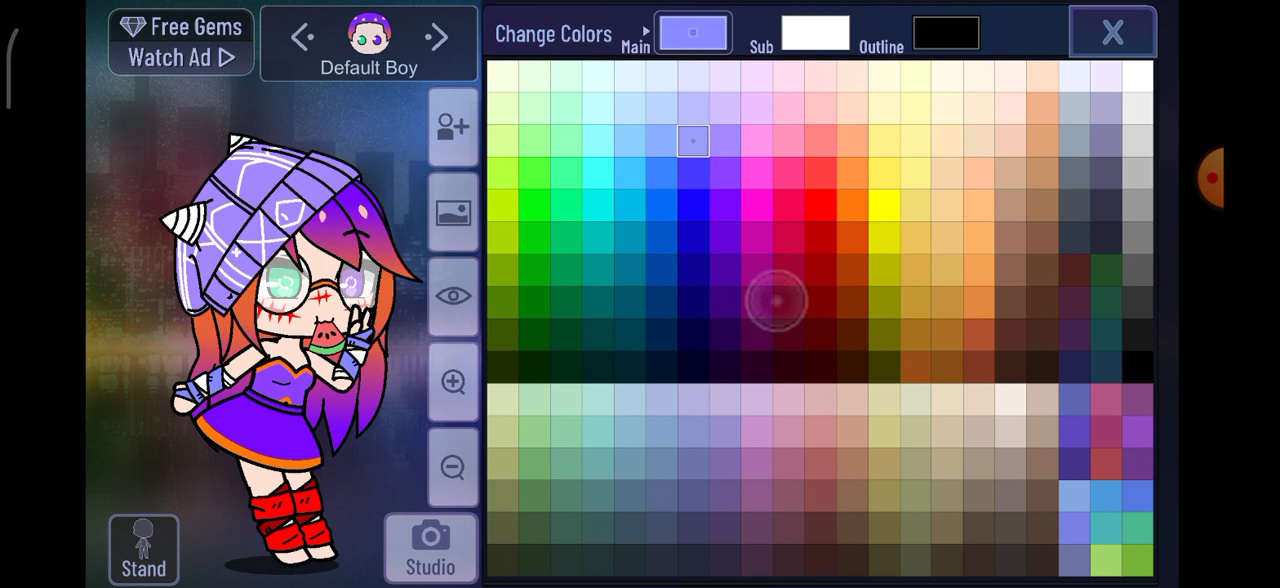 Free Gems
Watch Ad
Default Boy
Change Colors
Main
Sub
Outline
X
Stand
Studio